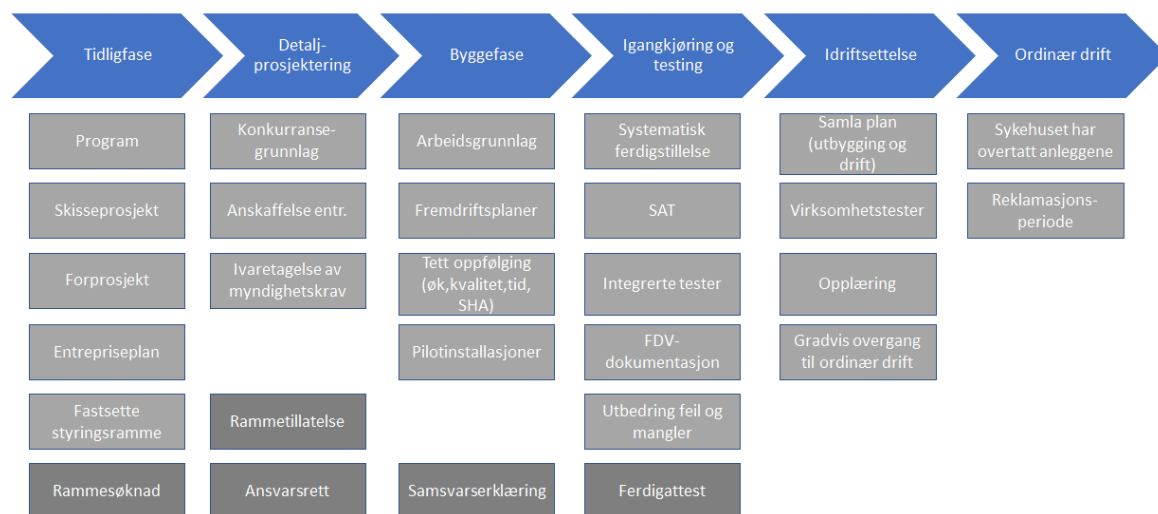 Tidligfase
Detalj-
prosjektering
Byggefase
Igangkjøring og
testing
Idriftsettelse
Ordinær drift
Program
Konkurranse-
grunnlag
Arbeidsgrunnlag
Systematisk
ferdigstillelse
Samla plan
(utbygging og
drift)
Sykehuset har
overtatt anleggene
Skisseprosjekt
Anskaffelse entr.
Fremdriftsplaner
SAT
Virksomhetstester
Reklamasjons-
periode
Forprosjekt
Ivaretagelse av
myndighetskrav
Tett oppfølging
(øk,kvalitet,tid,
SHA)
Integrerte tester
Opplæring
Entrepriseplan
Pilotinstallasjoner
FDV-
dokumentasjon
Gradvis overgang
til ordinær drift
Fastsette
styringsramme
Rammetillatelse
Utbedring feil og
mangler
Rammesøknad
Ansvarsrett
Samsvarserklæring
Ferdigattest